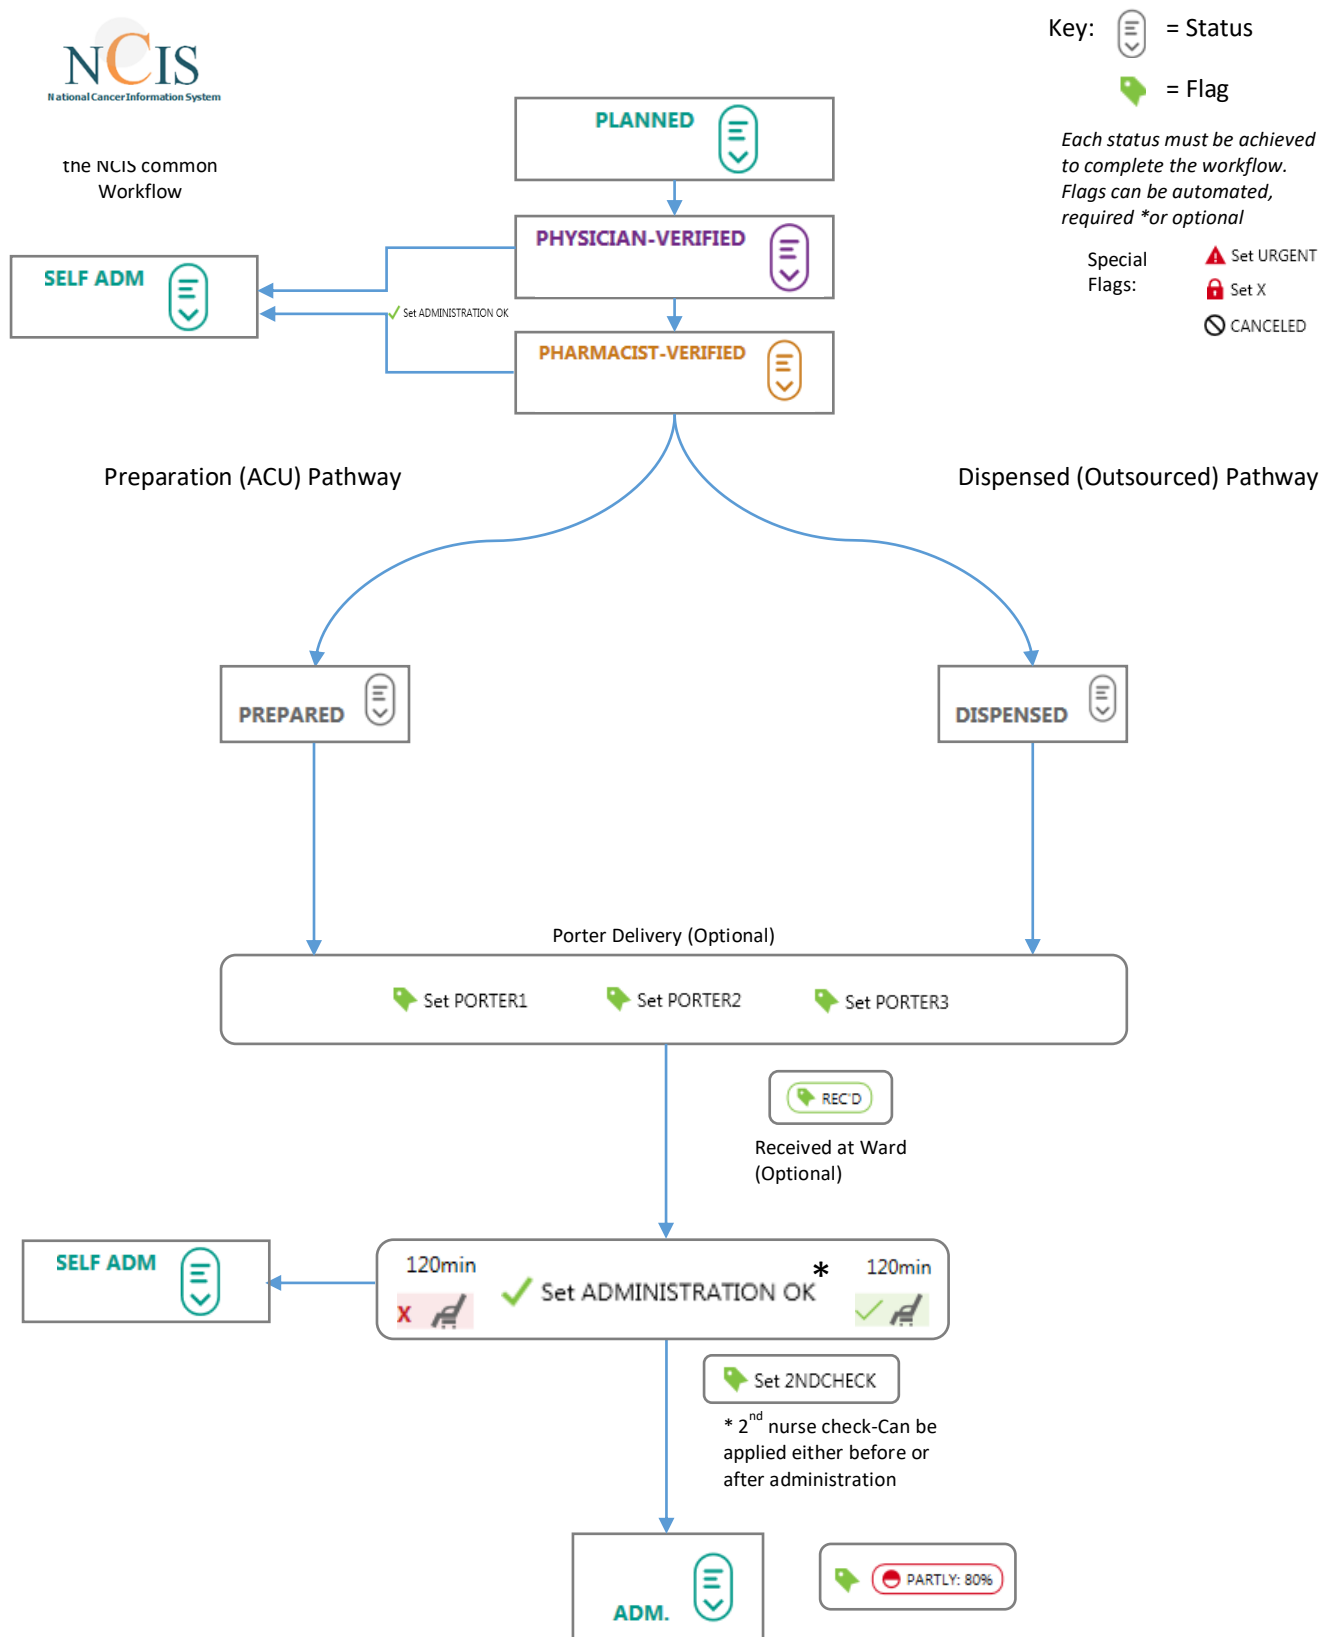 NCIS
National Cancer Information System
the NCIS common
Workflow
Key:
= Status
= Flag
Each status must be achieved
to complete the workflow.
Flags can be automated,
required *or optional
Special
Flags:
Set URGENT
Set X
CANCELED
PLANNED
PHYSICIAN-VERIFIED
SELF ADM
Set ADMINISTRATION OK
PHARMACIST-VERIFIED
Preparation (ACU) Pathway
Dispensed (Outsourced) Pathway
PREPARED
DISPENSED
Porter Delivery (Optional)
Set PORTER1
Set PORTER2
Set PORTER3
REC'D
Received at Ward
(Optional)
SELF ADM
120min
X
Set ADMINISTRATION OK *
120min
Set 2NDCHECK
* 2nd nurse check-Can be
applied either before or
after administration
ADM.
PARTLY: 80%